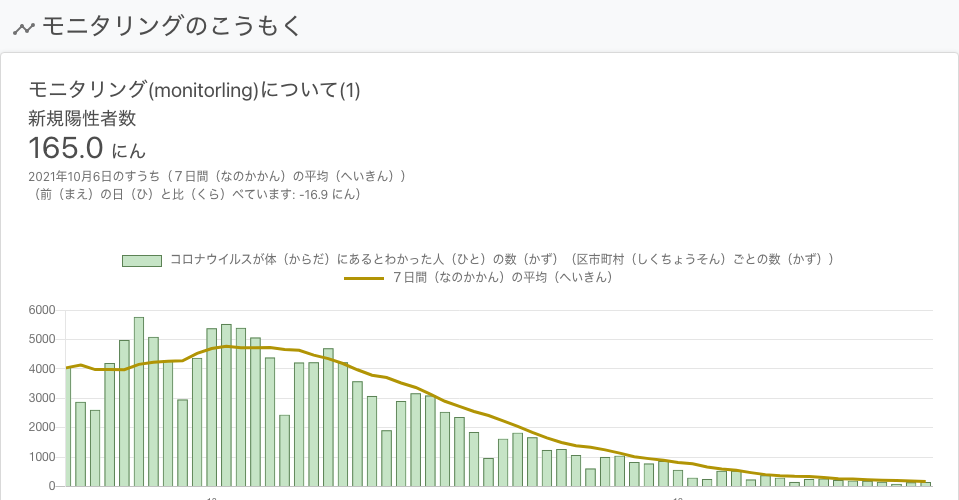 モニタリングのこうもく
モニタリング(monitorling)について(1)
新規陽性者数
165.0 にん
2021年10月6日のすうち（７日間（なのかかん）の平均（へいきん））
（前（まえ）の日（ひ）と比（くら）べています: -16.9 にん）
コロナウイルスが体（からだ）にあるとわかった人（ひと）の数（かず）（区市町村（しくちょうそん）ごとの数（かず））
７日間（なのかかん）の平均（へいきん）
6000
5000
4000
3000
2000
1000
0